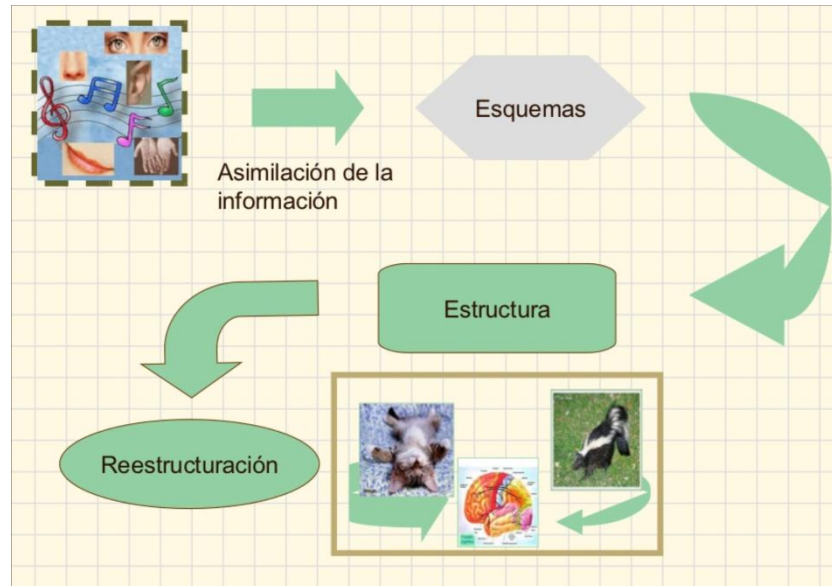 Esquemas
Asimilación de la
información
Estructura
Reestructuración